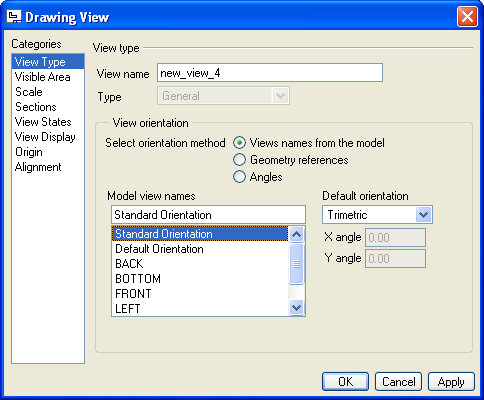 Drawing View
Categories
View Type
Visible Area
Scale
Sections
View States
View Display
Origin
Alignment
View type
View name new_view_4
Type General
View orientation
Select orientation method Views names from the model
Geometry references
Angles
Model view names
Standard Orientation
Standard Orientation
Default Orientation
BACK
BOTTOM
FRONT
LEFT
Default orientation
Trimetric
X angle 0.00
Y angle 0.00
OK Cancel Apply